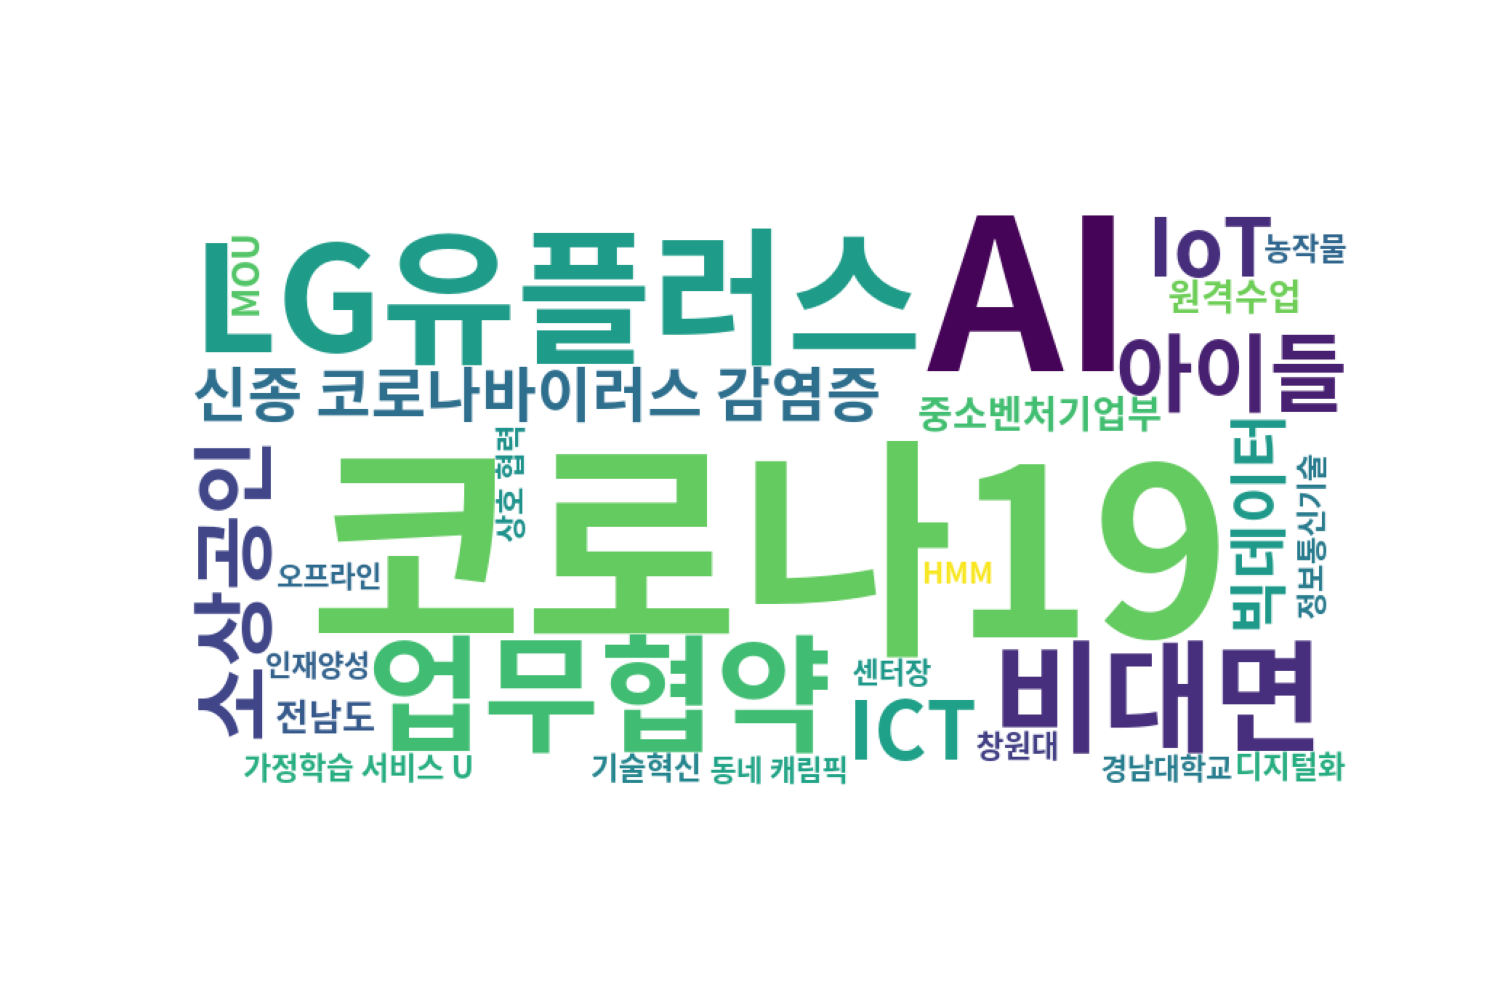 LG유플러스
MOU
AI
IoT
농작물
원격수업
아이들
신종 코로나바이러스 감염증
중소벤처기업부
소상공인
상호 협력
코로나19
HMM
빅데이터
정보통신기술
오프라인
인재양성
전남도
업무협약
센터장
ICT
비대면
창원대
가정학습 서비스 U
기술혁신
동네 캐림픽
경남대학교
디지털화